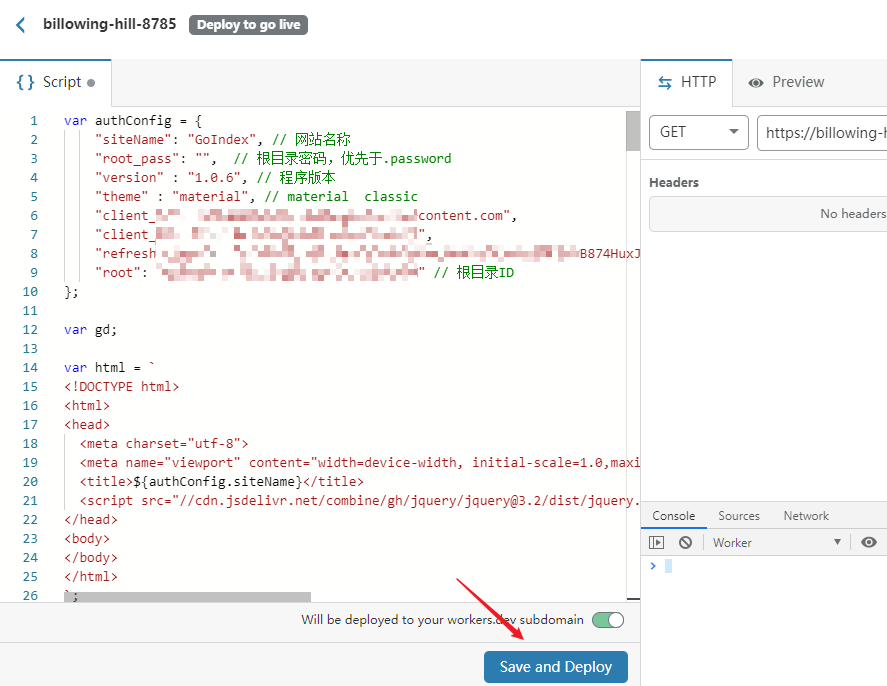 billowing-hill-8785 Deploy to go live
{} Script
HTTP
Preview
1 var authConfig = {
2 "siteName": "GoIndex", // 网站名称
3 "root_pass": "", // 根目录密码，优先于.password
4 "version" : "1.0.6", // 程序版本
5 "theme" : "material", // material classic
6 "client_ content.com",
7 "client_ ",
8 "refresh B874HuxJ
9 "root": " " // 根目录ID
10 };
11
12 var gd;
13
14 var html = `
15 <!DOCTYPE html>
16 <html>
17 <head>
18 <meta charset="utf-8">
19 <meta name="viewport" content="width=device-width, initial-scale=1.0,maxi
20 <title>${authConfig.siteName}</title>
21 <script src="//cdn.jsdelivr.net/combine/gh/jquery/jquery@3.2/dist/jquery.
22 </head>
23 <body>
24 </body>
25 </html>
26 `;
Will be deployed to your workers.dev subdomain
Save and Deploy
GET
https://billowing-h
Headers
No headers
Console Sources Network
Worker